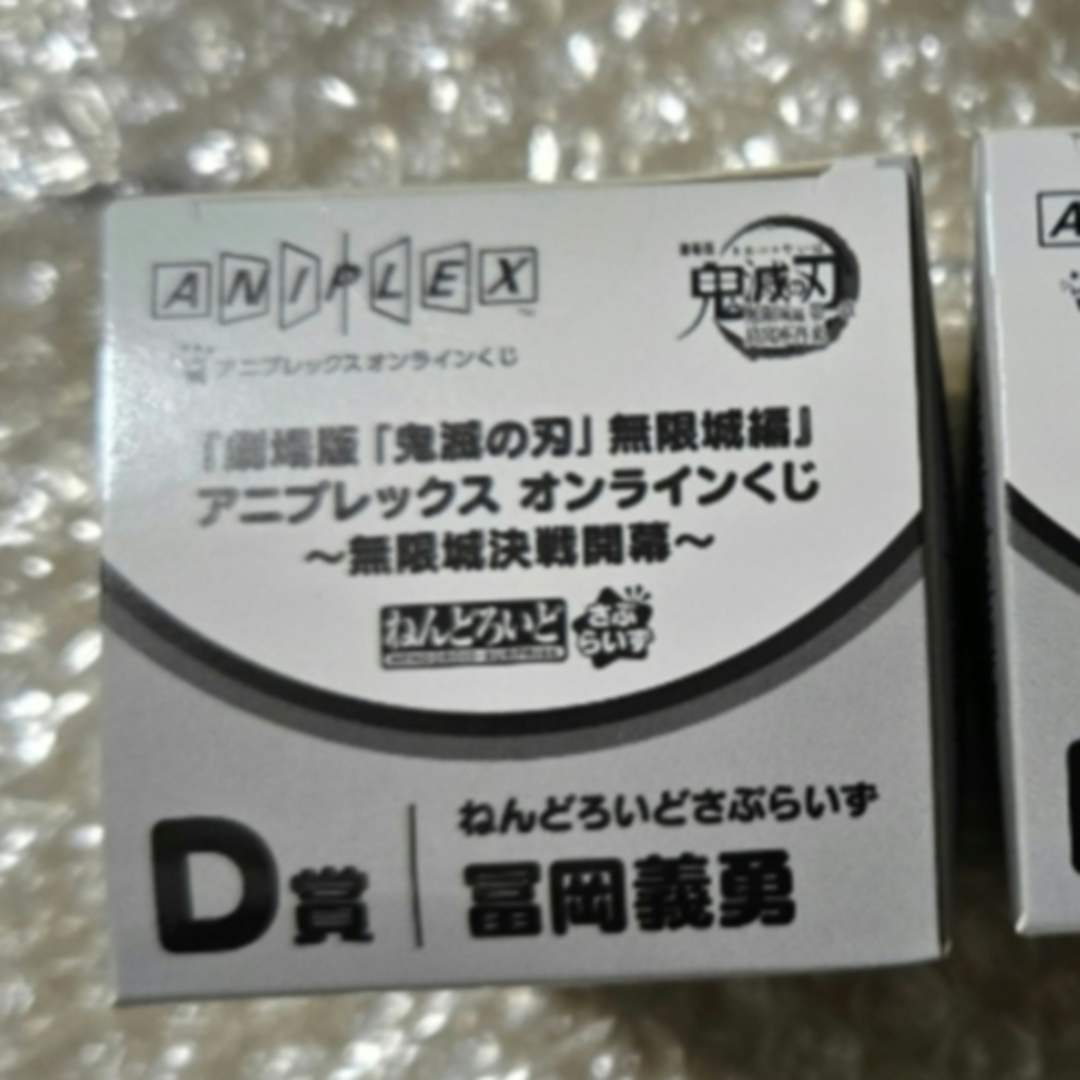 ANIPLEX
アニプレックスオンラインくじ
鬼滅の刃
『劇場版「鬼滅の刃」無限城編』
アニプレックス オンラインくじ
～無限城決戦開幕～
ねんどろいど
さぷ
らいず
D賞
ねんどろいどさぷらいず
冨岡義勇
A